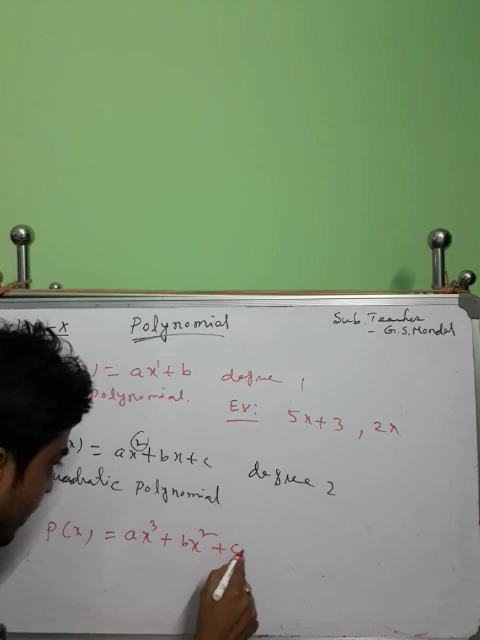 - X
Polynomial
Sub. Teacher
- G.S. Mondal
) = ax¹ + b degree 1
polynomial. Ex: 5x + 3 , 2x
x) = ax² + bx + c degree 2
uadratic polynomial
P(x) = ax³ + bx² + c